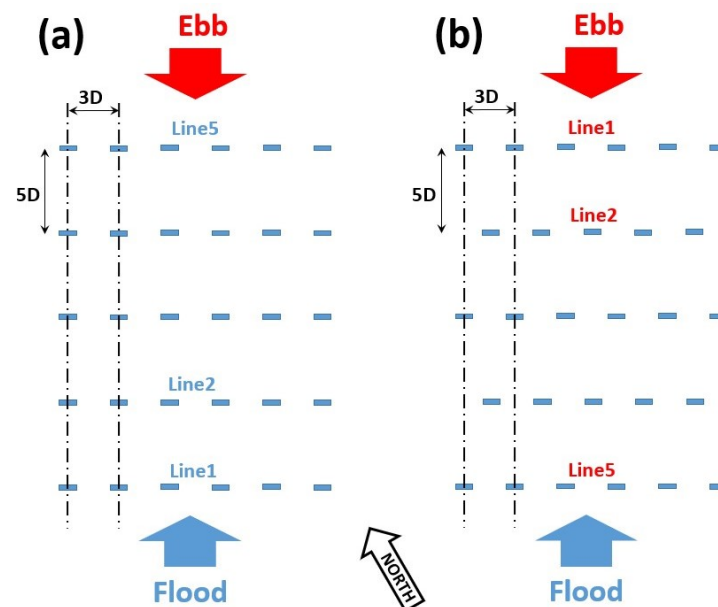 (a)
Ebb
3D
Line5
5D
Line2
Line1
Flood
(b)
Ebb
3D
Line1
5D
Line2
Line5
Flood
NORTH